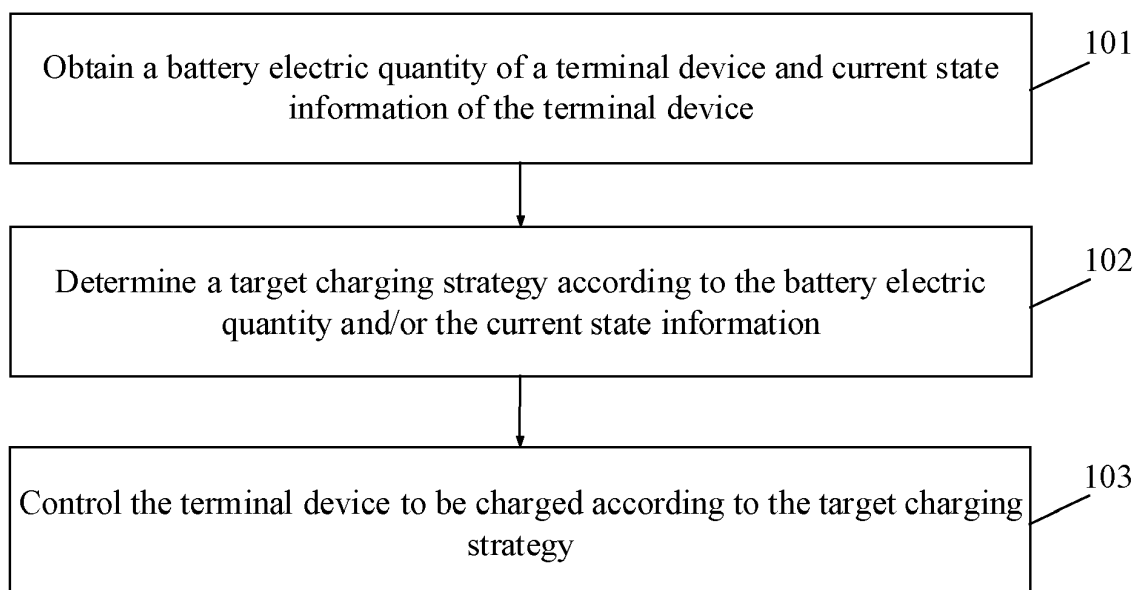 101
Obtain a battery electric quantity of a terminal device and current state
information of the terminal device
102
Determine a target charging strategy according to the battery electric
quantity and/or the current state information
103
Control the terminal device to be charged according to the target charging
strategy